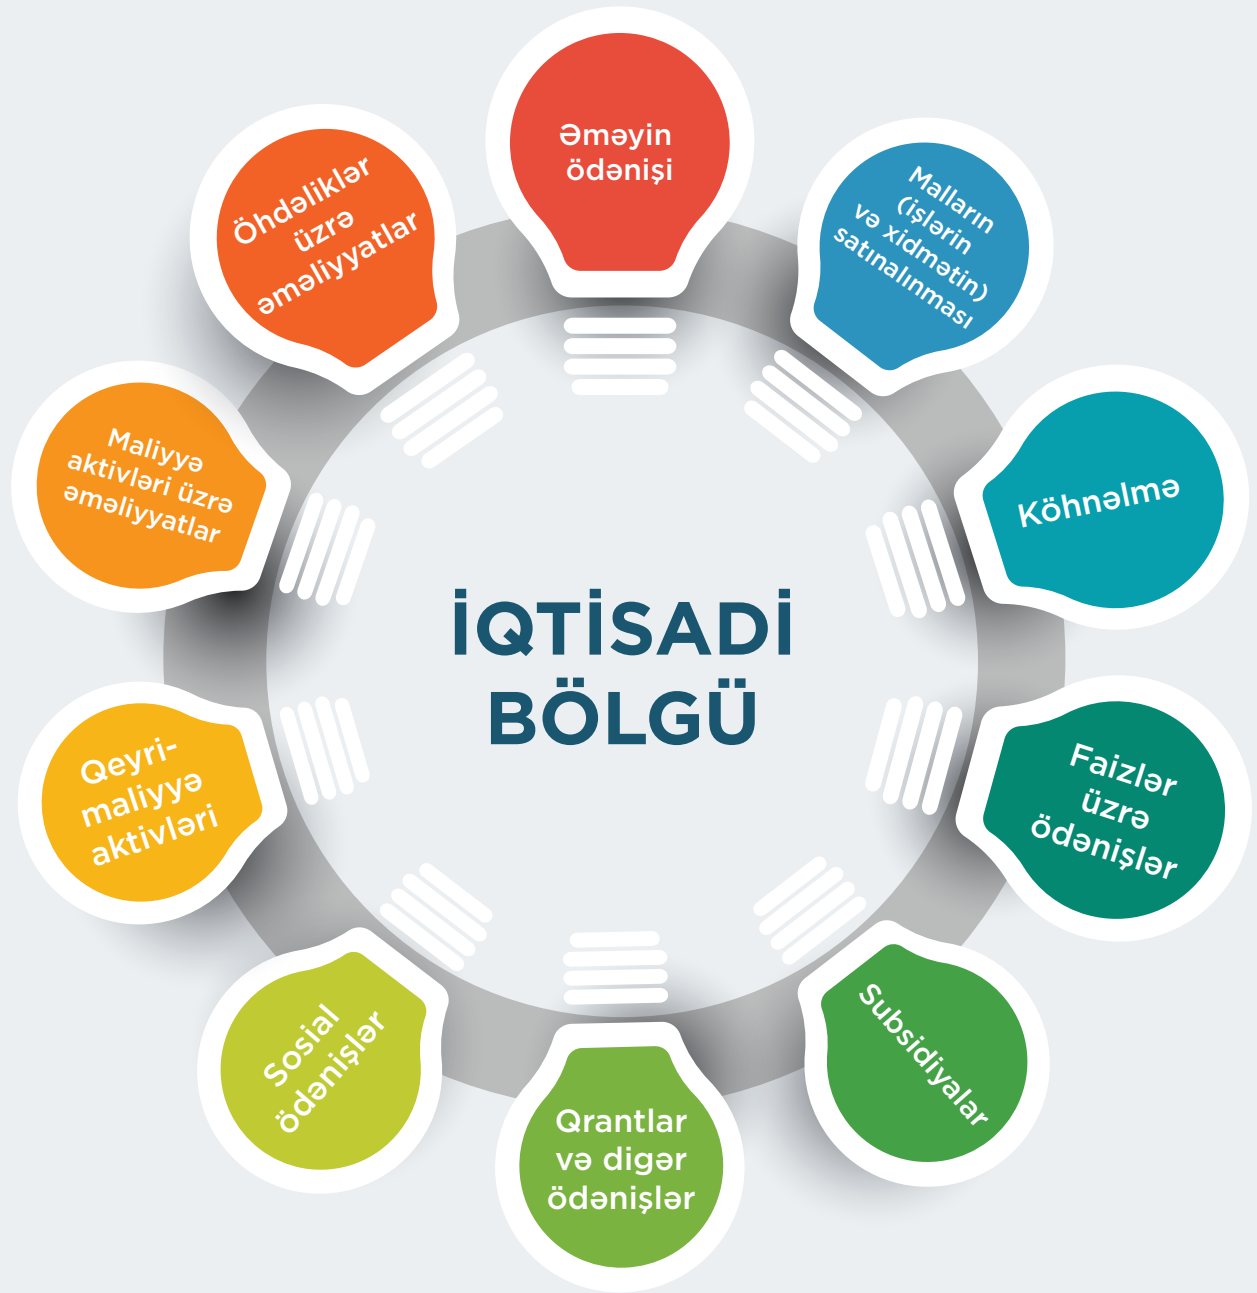 İQTİSADİ
BÖLGÜ
Əməyin
ödənişi
Malların
(işlərin
və xidmətin)
satınalınması
Köhnəlmə
Faizlər
üzrə
ödənişlər
Subsidiyalar
Qrantlar
və digər
ödənişlər
Sosial
ödənişlər
Qeyri-
maliyyə
aktivləri
Maliyyə
aktivləri üzrə
əməliyyatlar
Öhdəliklər
üzrə
əməliyyatlar